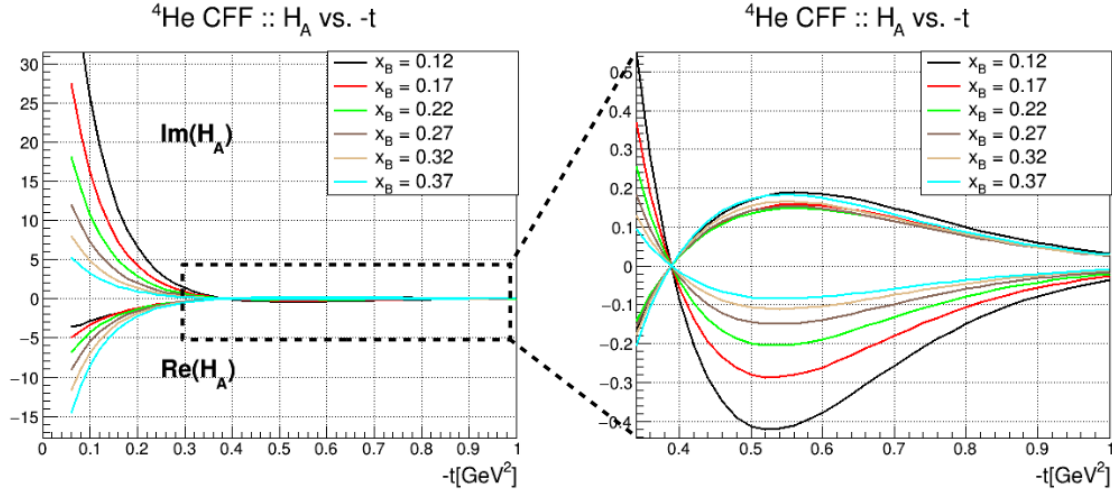 ⁴He CFF :: H_A vs. -t
30
25
20
15
10
5
0
−5
−10
−15
x_B = 0.12
x_B = 0.17
x_B = 0.22
x_B = 0.27
x_B = 0.32
x_B = 0.37
Im(H_A)
Re(H_A)
0 0.1 0.2 0.3 0.4 0.5 0.6 0.7 0.8 0.9 1
-t[GeV²]
⁴He CFF :: H_A vs. -t
0.5
0.4
0.3
0.2
0.1
0
−0.1
−0.2
−0.3
−0.4
x_B = 0.12
x_B = 0.17
x_B = 0.22
x_B = 0.27
x_B = 0.32
x_B = 0.37
0.4 0.5 0.6 0.7 0.8 0.9 1
-t[GeV²]